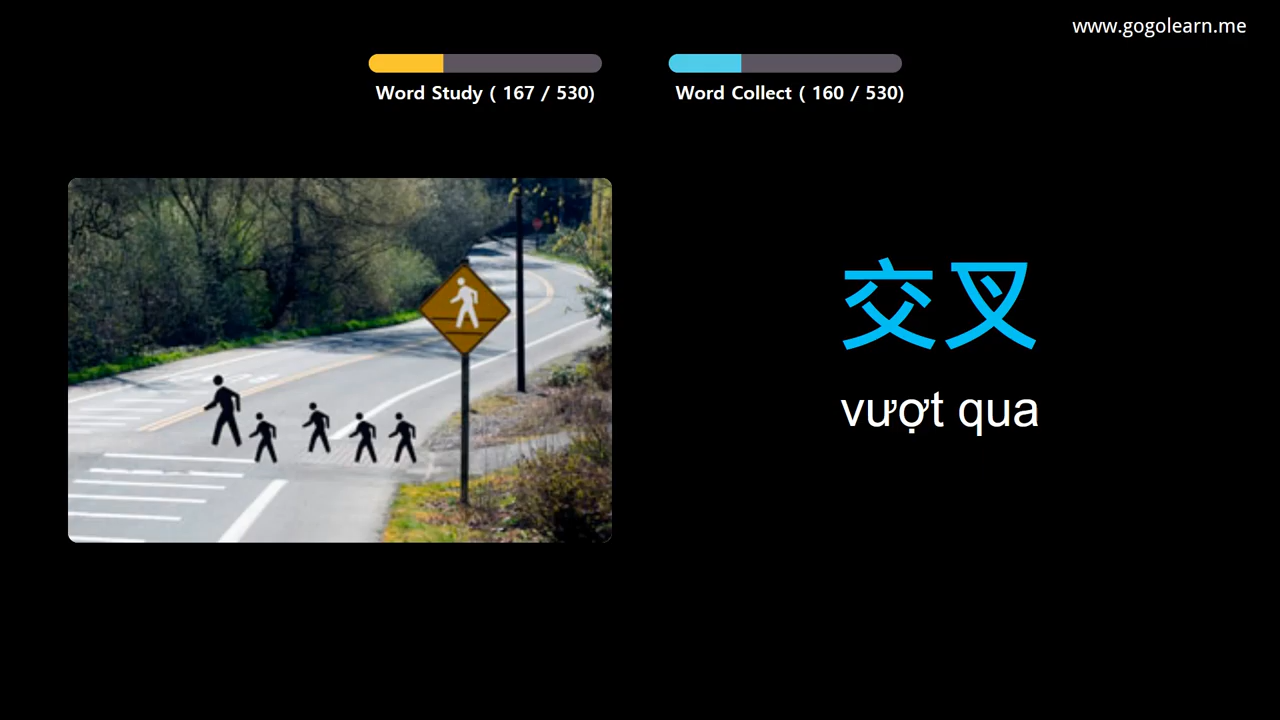 www.gogolearn.me
Word Study ( 167 / 530)
Word Collect ( 160 / 530)
交叉
vượt qua